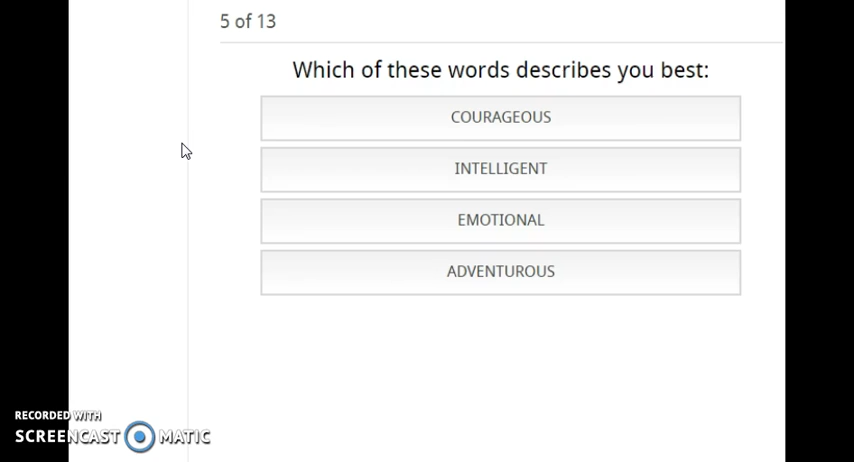 5 of 13
Which of these words describes you best:
COURAGEOUS
INTELLIGENT
EMOTIONAL
ADVENTUROUS
RECORDED WITH
SCREENCAST MATIC